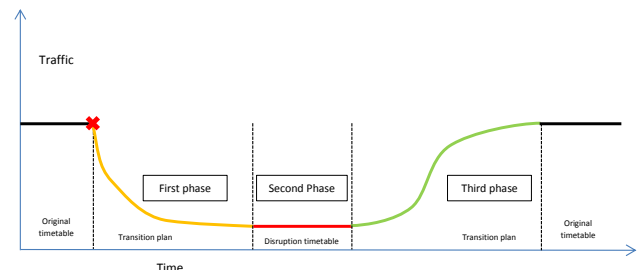 Traffic
First phase
Second Phase
Third phase
Original
timetable
Transition plan
Disruption timetable
Transition plan
Original
timetable
Time